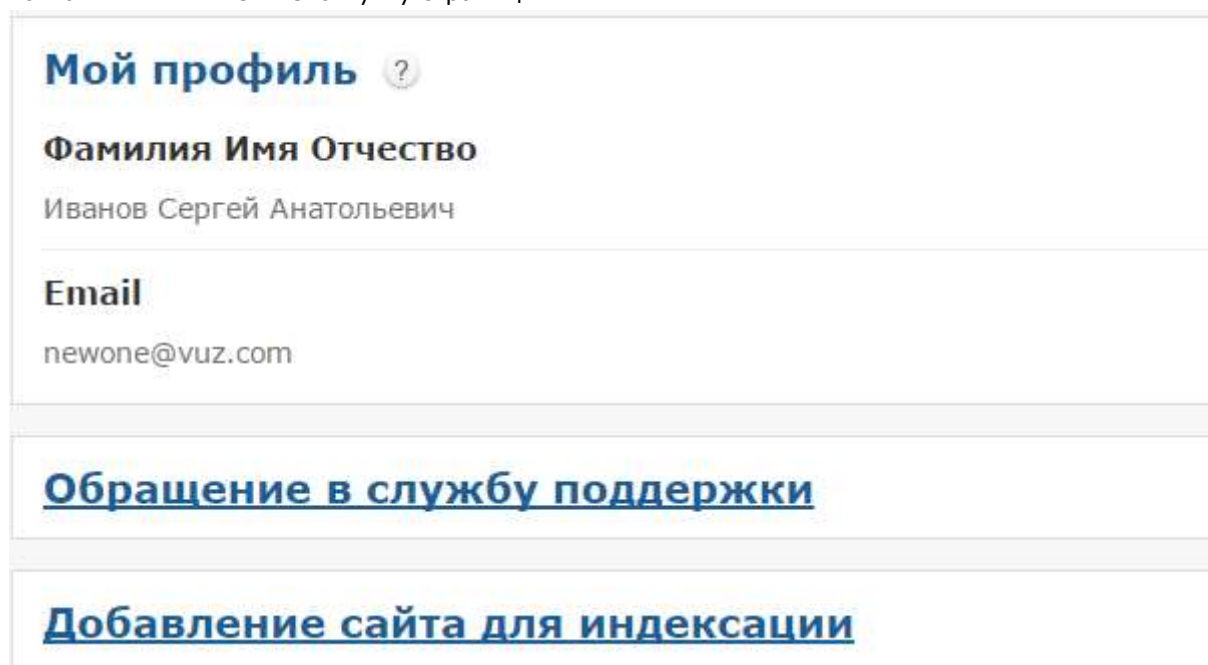 Мой профиль ?
Фамилия Имя Отчество
Иванов Сергей Анатольевич
Email
newone@vuz.com
Обращение в службу поддержки
Добавление сайта для индексации